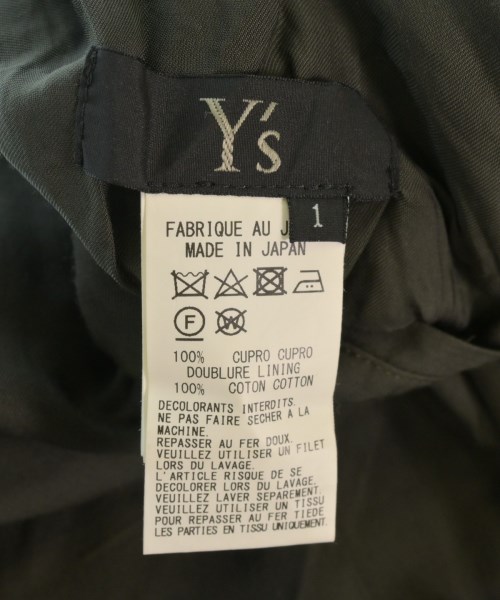 Y's
1
FABRIQUE AU
MADE IN JAPAN
F
W
100% CUPRO CUPRO
DOUBLURE LINING
100% COTON COTTON
DECOLORANTS INTERDITS.
NE PAS FAIRE SECHER A LA
MACHINE.
REPASSER AU FER DOUX.
VEUILLEZ UTILISER UN FILET
LORS DU LAVAGE.
L'ARTICLE RISQUE DE SE
DECOLORER LORS DU LAVAGE,
VEUILLEZ LAVER SEPAREMENT.
VEUILLEZ UTILISER UN TISSU
POUR REPASSER AU FER TIEDE
LES PARTIES EN TISSU UNIQUEMENT.